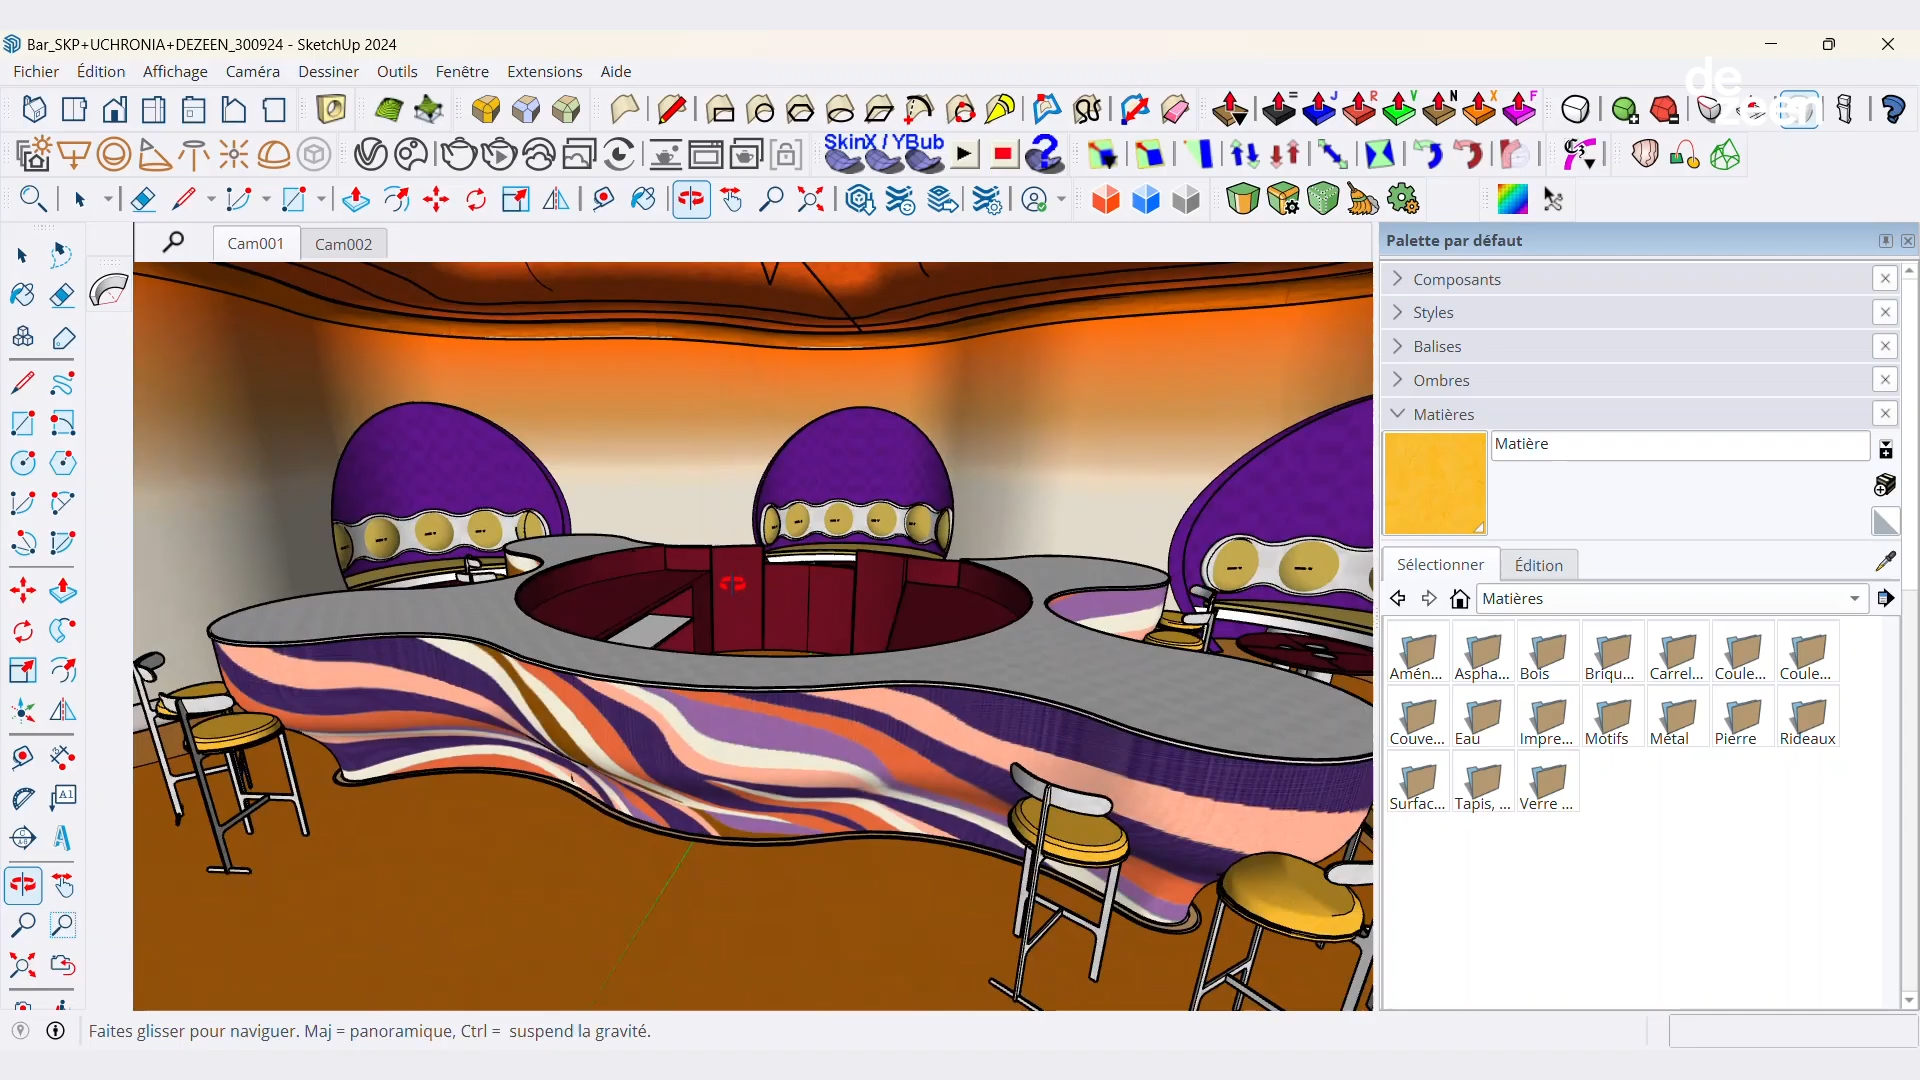 Bar_SKP+UCHRONIA+DEZEEN_300924 - SketchUp 2024
Fichier Édition Affichage Caméra Dessiner Outils Fenêtre Extensions Aide
dezeen
= J R V N X F
SkinX / YBub
Cam001 Cam002
Palette par défaut
Composants
Styles
Balises
Ombres
Matières
Matière
Sélectionner Édition
Matières
Amén... Aspha... Bois Briqu... Carrel... Coule... Coule...
Couve... Eau Impre... Motifs Métal Pierre Rideaux
Surfac... Tapis, ... Verre ...
A1
Faites glisser pour naviguer. Maj = panoramique, Ctrl = suspend la gravité.